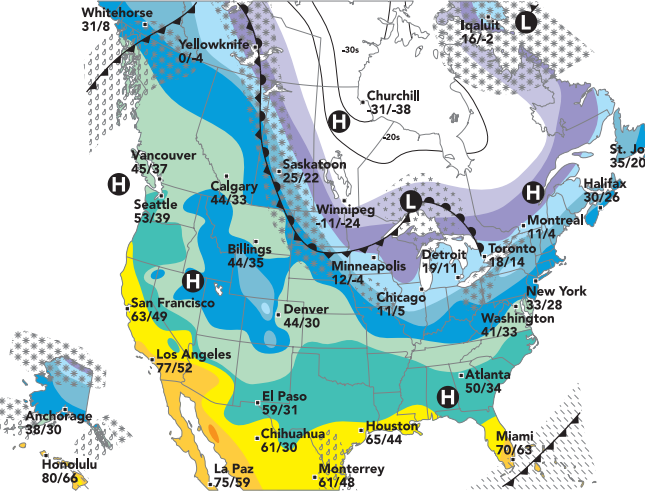 Whitehorse
31/8
Yellowknife
0/-4
Iqaluit
16/-2
L
-30s
Churchill
-31/-38
H
-20s
Vancouver
45/37
H
Seattle
53/39
Calgary
44/33
Saskatoon
25/22
Winnipeg
-11/-24
L
H
St. Jo
35/20
Halifax
30/26
Montreal
11/4
Billings
44/35
Minneapolis
12/-4
Detroit
19/11
Toronto
18/14
H
San Francisco
63/49
Denver
44/30
Chicago
11/5
New York
33/28
Washington
41/33
Los Angeles
77/52
Atlanta
50/34
El Paso
59/31
H
Anchorage
38/30
Chihuahua
61/30
Houston
65/44
Miami
70/63
Honolulu
80/66
La Paz
75/59
Monterrey
61/48